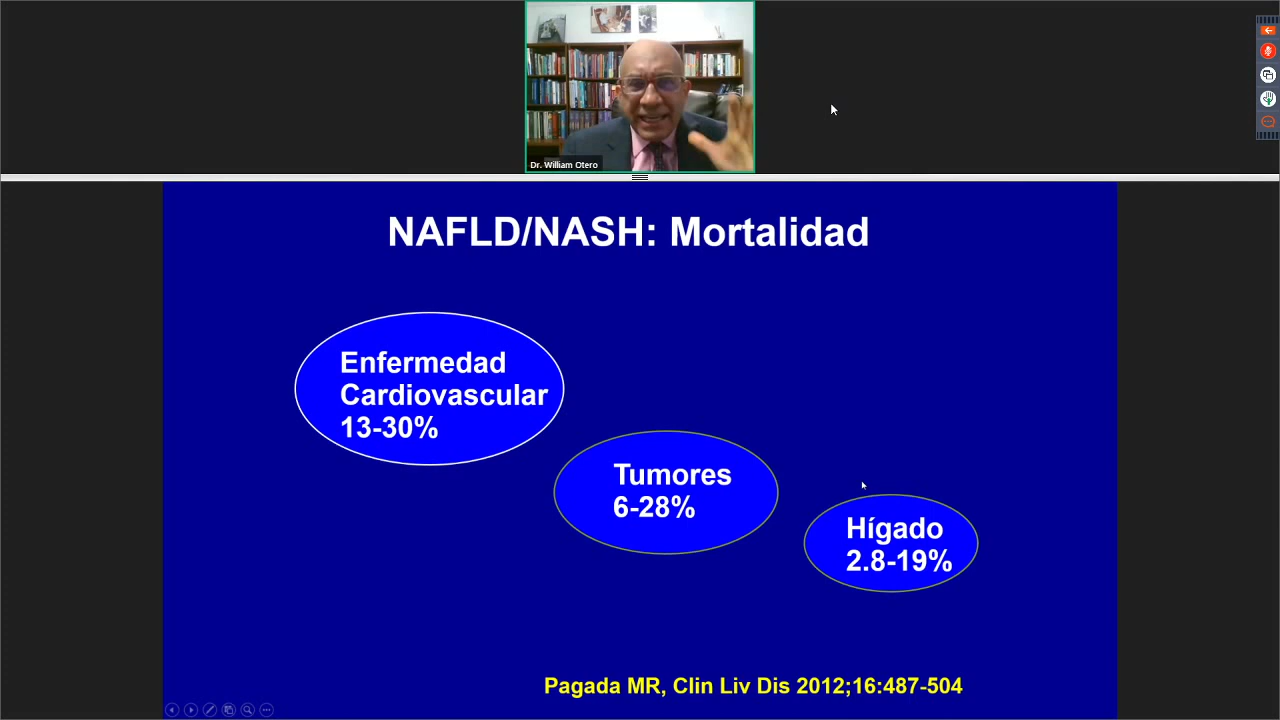 Dr. William Otero
NAFLD/NASH: Mortalidad
Enfermedad
Cardiovascular
13-30%
Tumores
6-28%
Hígado
2.8-19%
Pagada MR, Clin Liv Dis 2012;16:487-504